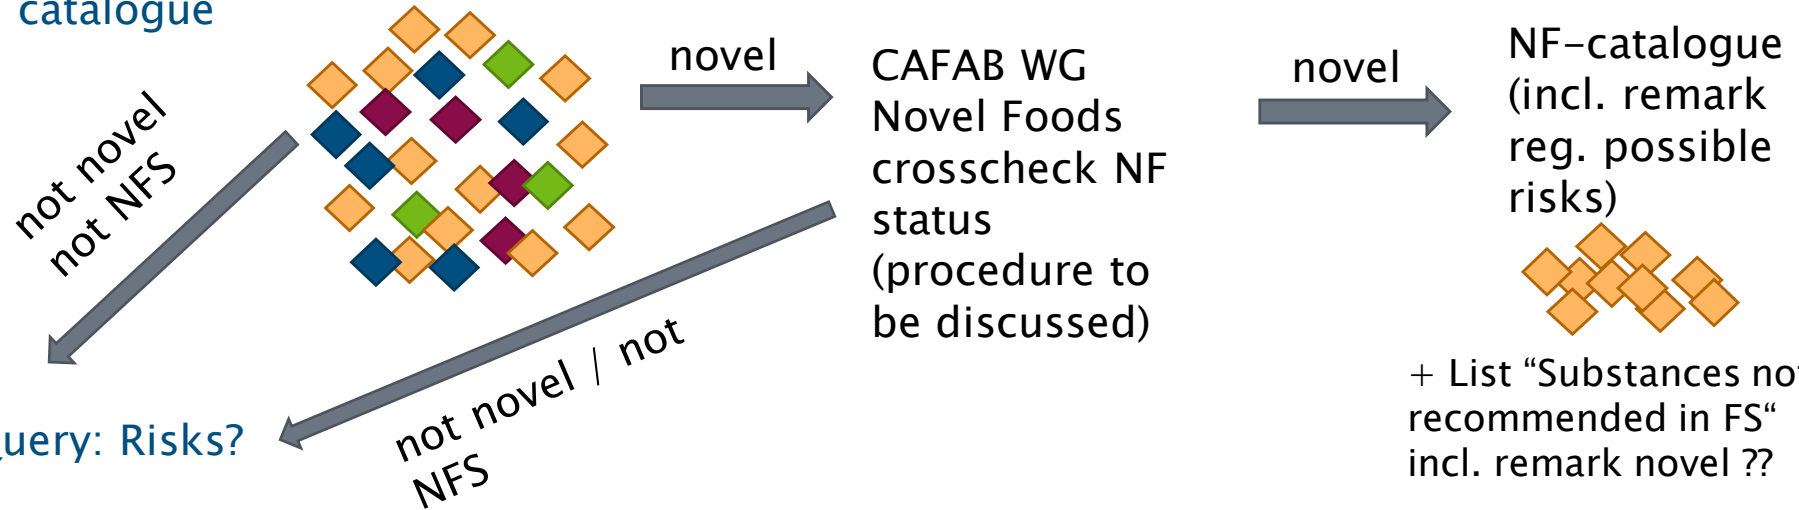 catalogue
not novel
not NFS
novel
CAFAB WG
Novel Foods
crosscheck NF
status
(procedure to
be discussed)
novel
NF-catalogue
(incl. remark
reg. possible
risks)
not novel / not
NFS
uery: Risks?
+ List “Substances not
recommended in FS“
incl. remark novel ??